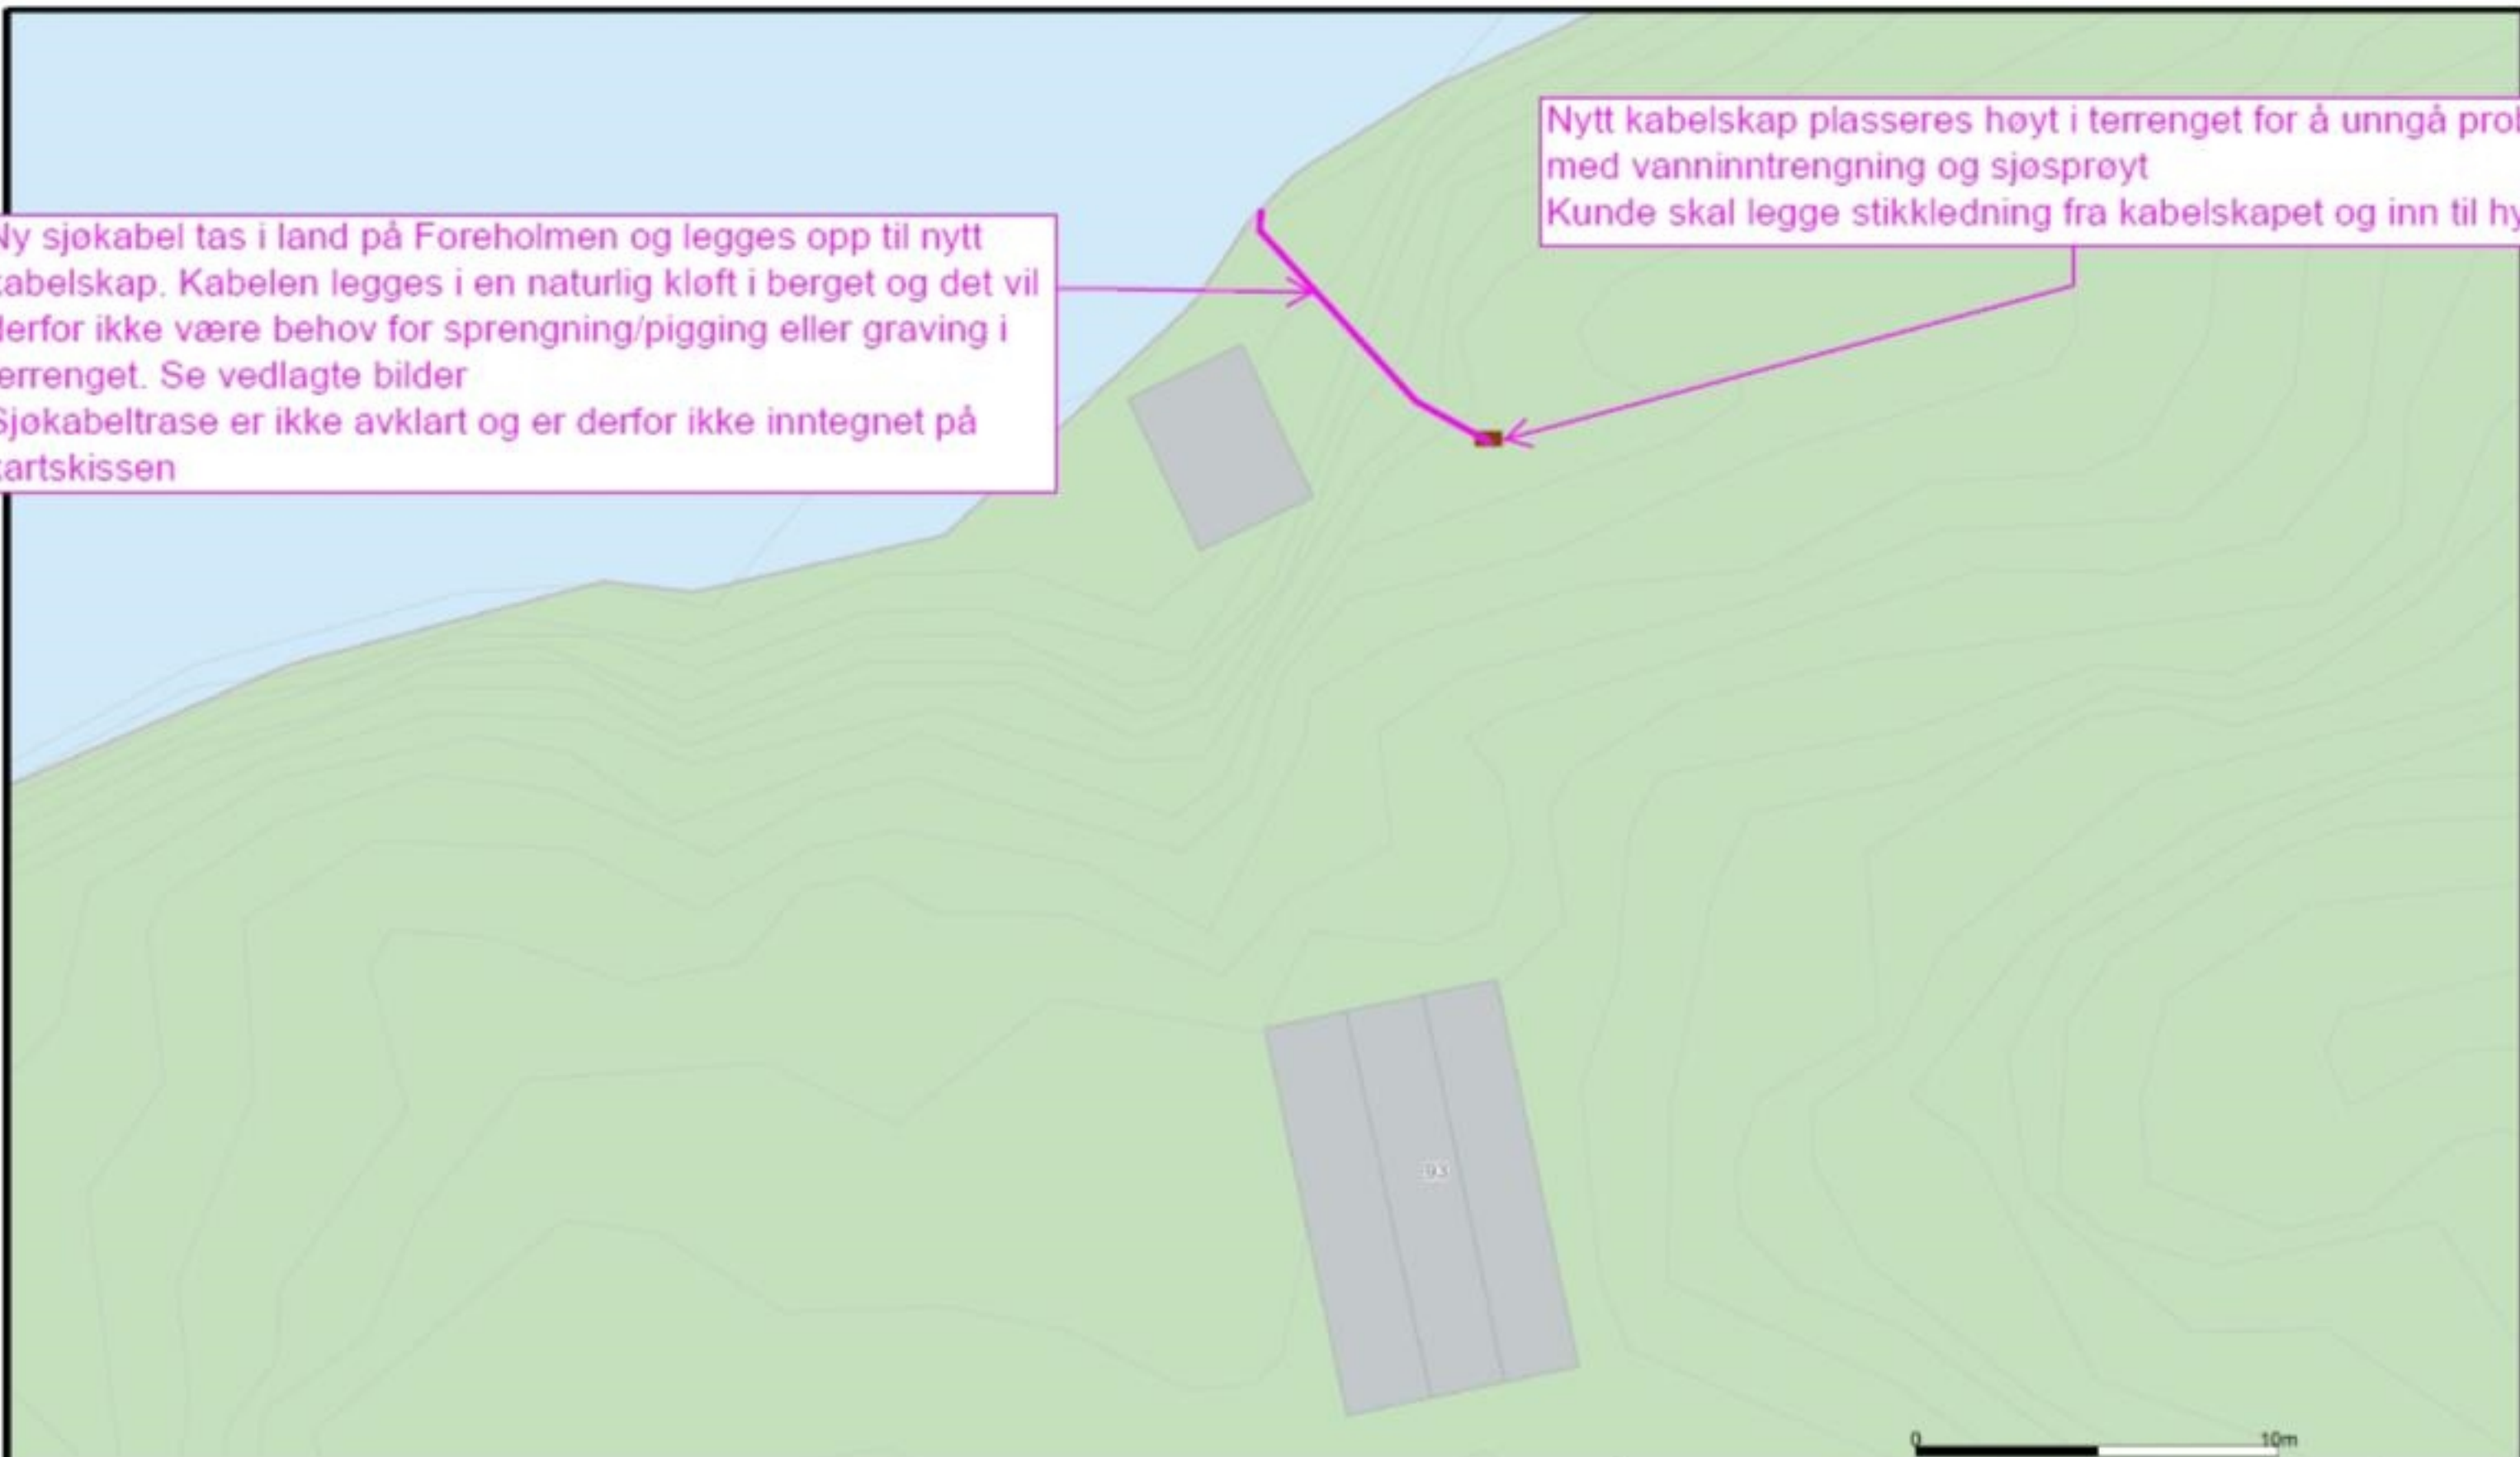 Ny sjøkabel tas i land på Foreholmen og legges opp til nytt
kabelskap. Kabelen legges i en naturlig kløft i berget og det vil
derfor ikke være behov for sprengning/pigging eller graving i
terrenget. Se vedlagte bilder
Sjøkabeltrase er ikke avklart og er derfor ikke inntegnet på
kartskissen
Nytt kabelskap plasseres høyt i terrenget for å unngå
med vanninntrengning og sjøsprøyt
Kunde skal legge stikkledning fra kabelskapet og inn til
93
0 10m